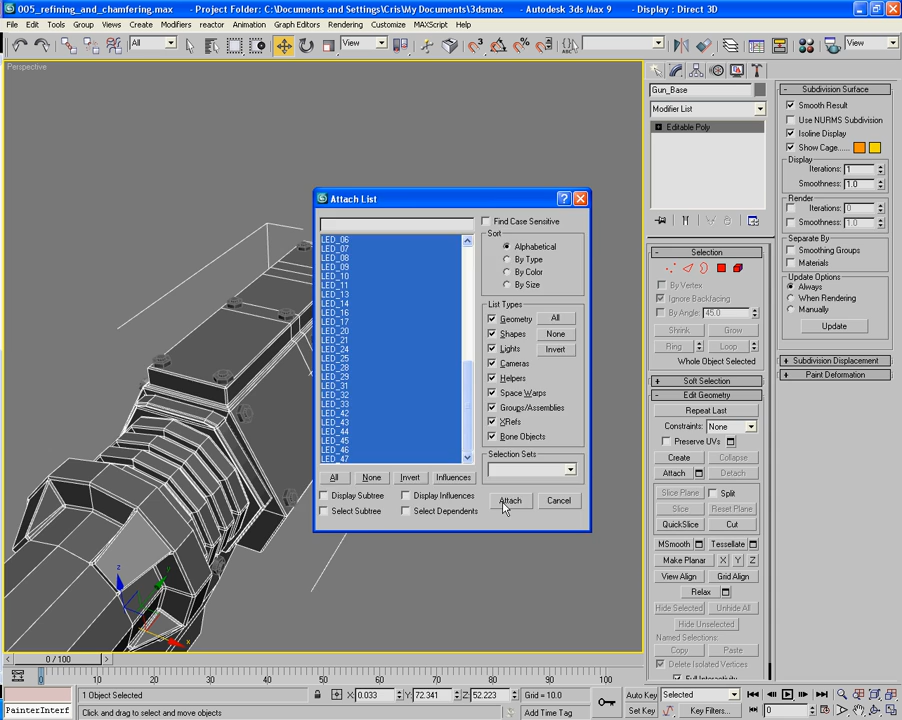 005_refining_and_chamfering.max - Project Folder: C:\Documents and Settings\Cris\My Documents\3dsmax - Autodesk 3ds Max 9 - Display : Direct 3D
File Edit Tools Group Views Create Modifiers reactor Animation Graph Editors Rendering Customize MAXScript Help
All View View
Perspective
Gun_Base
Modifier List
Editable Poly
Selection
By Vertex
Ignore Backfacing
By Angle: 45.0
Shrink Grow
Ring Loop
Whole Object Selected
Soft Selection
Edit Geometry
Repeat Last
Constraints: None
Preserve UVs
Create Collapse
Attach Detach
Slice Plane Split
Slice Reset Plane
QuickSlice Cut
MSmooth Tessellate
Make Planar X Y Z
View Align Grid Align
Relax
Hide Selected Unhide All
Hide Unselected
Named Selections:
Copy Paste
Delete Isolated Vertices
Full Interactivity
Subdivision Surface
Smooth Result
Use NURMS Subdivision
Isoline Display
Show Cage......
Display
Iterations: 1
Smoothness: 1.0
Render
Iterations: 0
Smoothness: 1.0
Separate By
Smoothing Groups
Materials
Update Options
Always
When Rendering
Manually
Update
Subdivision Displacement
Paint Deformation
Attach List
LED_06
LED_07
LED_08
LED_09
LED_10
LED_11
LED_13
LED_14
LED_16
LED_17
LED_20
LED_21
LED_24
LED_25
LED_28
LED_29
LED_31
LED_32
LED_33
LED_42
LED_43
LED_44
LED_45
LED_46
LED_47
All None Invert Influences
Display Subtree Display Influences
Select Subtree Select Dependents
Find Case Sensitive
Sort
Alphabetical
By Type
By Color
By Size
List Types
Geometry All
Shapes None
Lights Invert
Cameras
Helpers
Space Warps
Groups/Assemblies
XRefs
Bone Objects
Selection Sets
Attach Cancel
z
x
0 / 100
0 10 20 30 40 50 60 70 80 90 100
1 Object Selected X: 0.033 Y: 72.341 Z: 52.223 Grid = 10.0 Auto Key Selected
PainterInterf Click and drag to select and move objects Add Time Tag Set Key Key Filters... 0